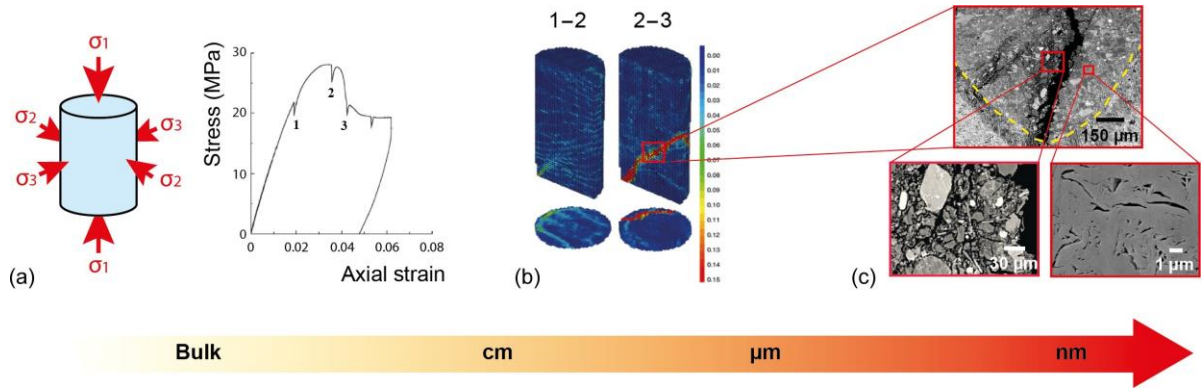 σ1
σ2
σ3
σ3
σ2
σ1
(a)
Stress (MPa)
30
20
10
0
0
0.02
0.04
0.06
0.08
Axial strain
1
2
3
(b)
1–2
2–3
0.00
0.01
0.02
0.03
0.04
0.05
0.06
0.07
0.08
0.09
0.10
0.11
0.12
0.13
0.14
0.15
(c)
150 µm
30 µm
1 µm
Bulk
cm
µm
nm